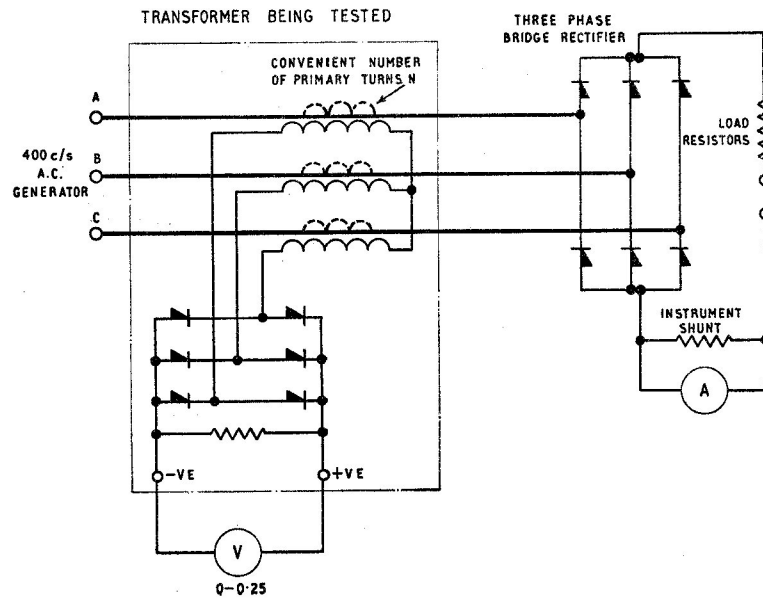 TRANSFORMER BEING TESTED
THREE PHASE
BRIDGE RECTIFIER
CONVENIENT NUMBER
OF PRIMARY TURNS N
A
LOAD
RESISTORS
400 c/s
A.C.
GENERATOR
B
C
INSTRUMENT
SHUNT
A
-VE
+VE
V
0-0·25